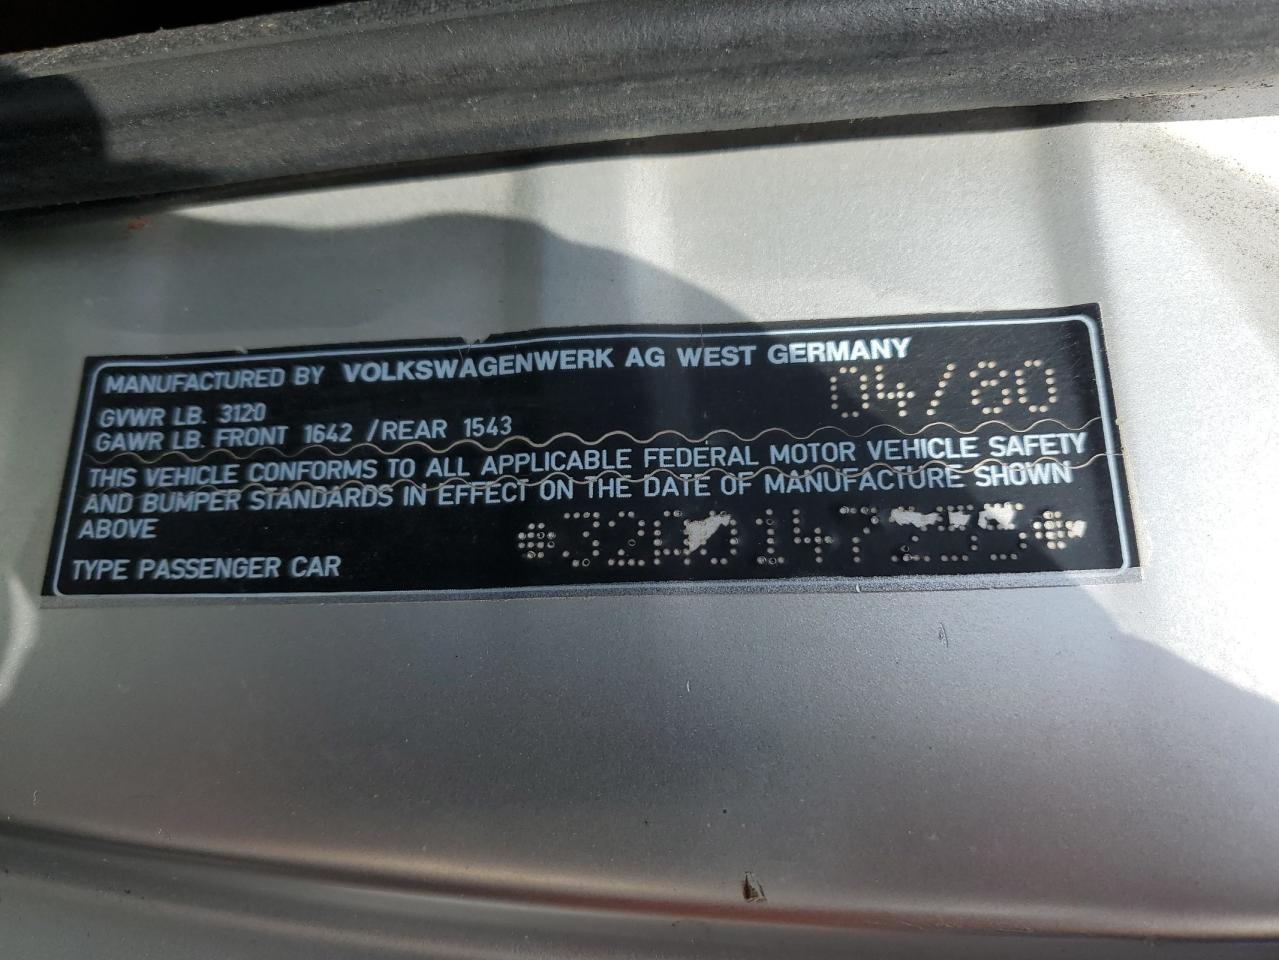 MANUFACTURED BY VOLKSWAGENWERK AG WEST GERMANY
GVWR LB. 3120
04/80
GAWR LB. FRONT 1642 /REAR 1543
THIS VEHICLE CONFORMS TO ALL APPLICABLE FEDERAL MOTOR VEHICLE SAFETY
AND BUMPER STANDARDS IN EFFECT ON THE DATE OF MANUFACTURE SHOWN
ABOVE
TYPE PASSENGER CAR